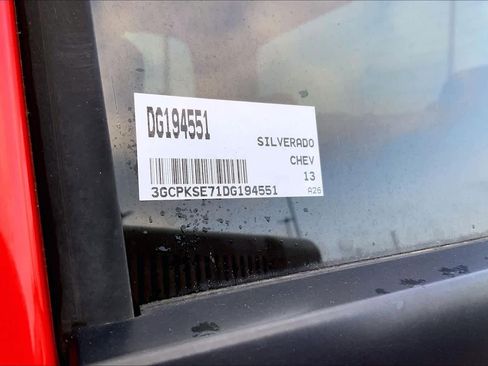 DG194551
SILVERADO
CHEV
13
3GCPKSE71DG194551
A26